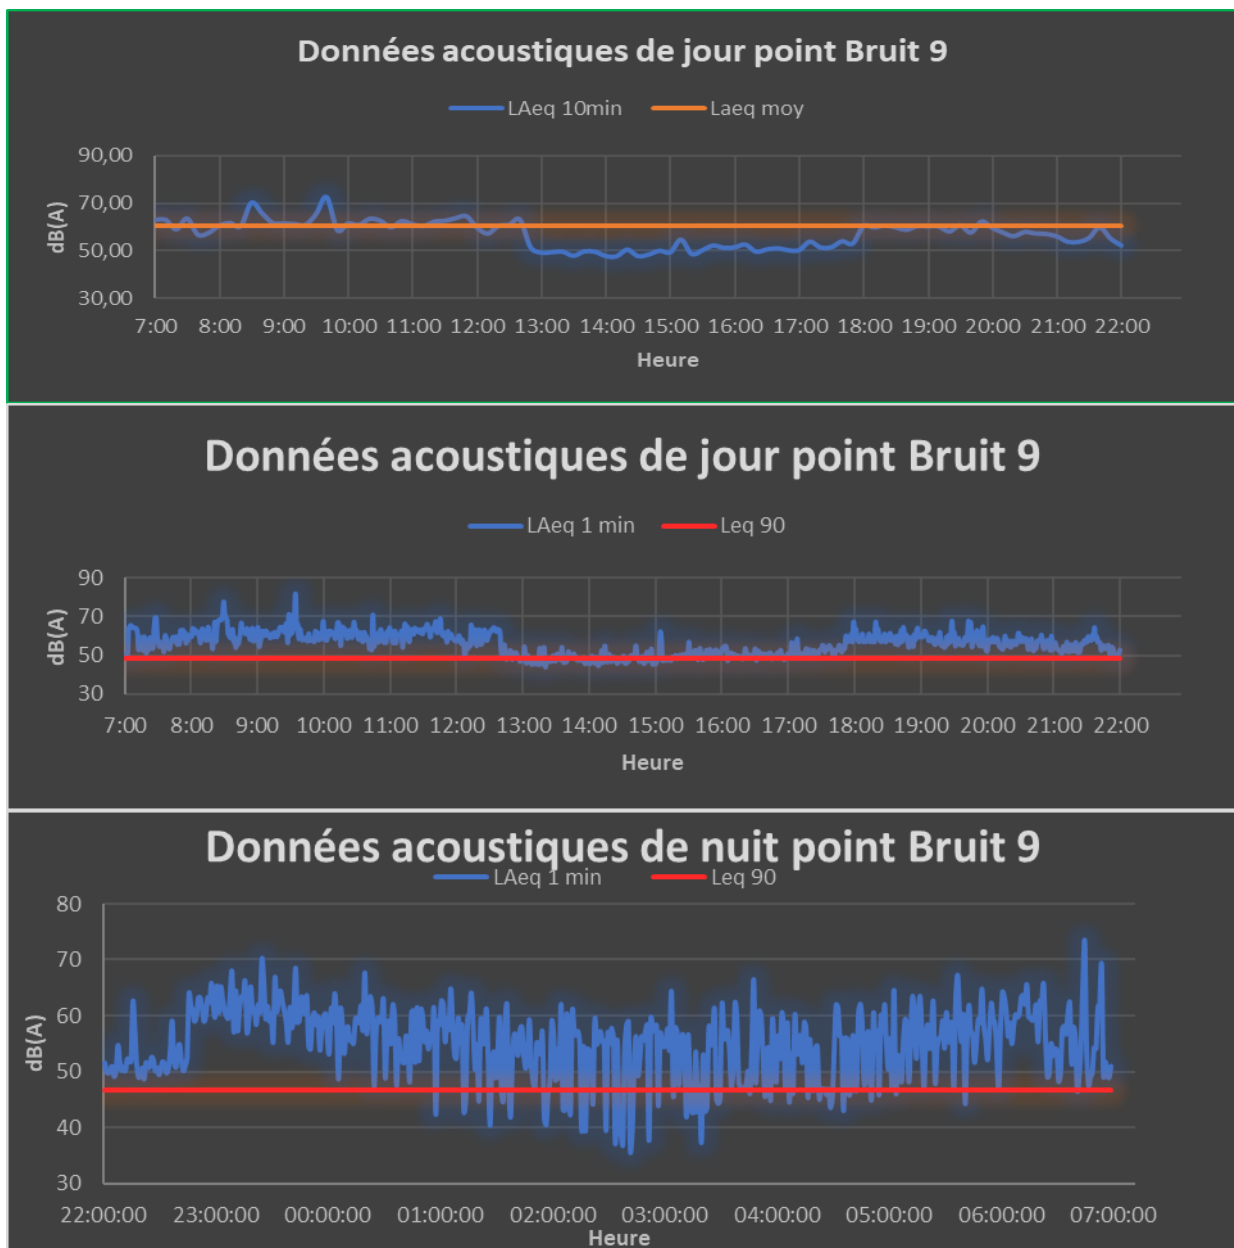 Données acoustiques de jour point Bruit 9
LAeq 10min Laeq moy
90,00
70,00
50,00
30,00
dB(A)
7:00 8:00 9:00 10:00 11:00 12:00 13:00 14:00 15:00 16:00 17:00 18:00 19:00 20:00 21:00 22:00
Heure
Données acoustiques de jour point Bruit 9
LAeq 1 min Leq 90
90
70
50
30
dB(A)
7:00 8:00 9:00 10:00 11:00 12:00 13:00 14:00 15:00 16:00 17:00 18:00 19:00 20:00 21:00 22:00
Heure
Données acoustiques de nuit point Bruit 9
LAeq 1 min Leq 90
80
70
60
50
40
30
dB(A)
22:00:00 23:00:00 00:00:00 01:00:00 02:00:00 03:00:00 04:00:00 05:00:00 06:00:00 07:00:00
Heure